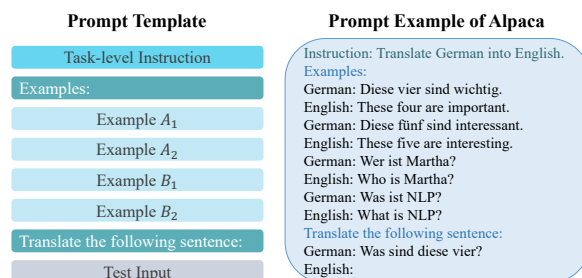 Prompt Template
Task-level Instruction
Examples:
Example A₁
Example A₂
Example B₁
Example B₂
Translate the following sentence:
Test Input
Prompt Example of Alpaca
Instruction: Translate German into English.
Examples:
German: Diese vier sind wichtig.
English: These four are important.
German: Diese fünf sind interessant.
English: These five are interesting.
German: Wer ist Martha?
English: Who is Martha?
German: Was ist NLP?
English: What is NLP?
Translate the following sentence:
German: Was sind diese vier?
English: